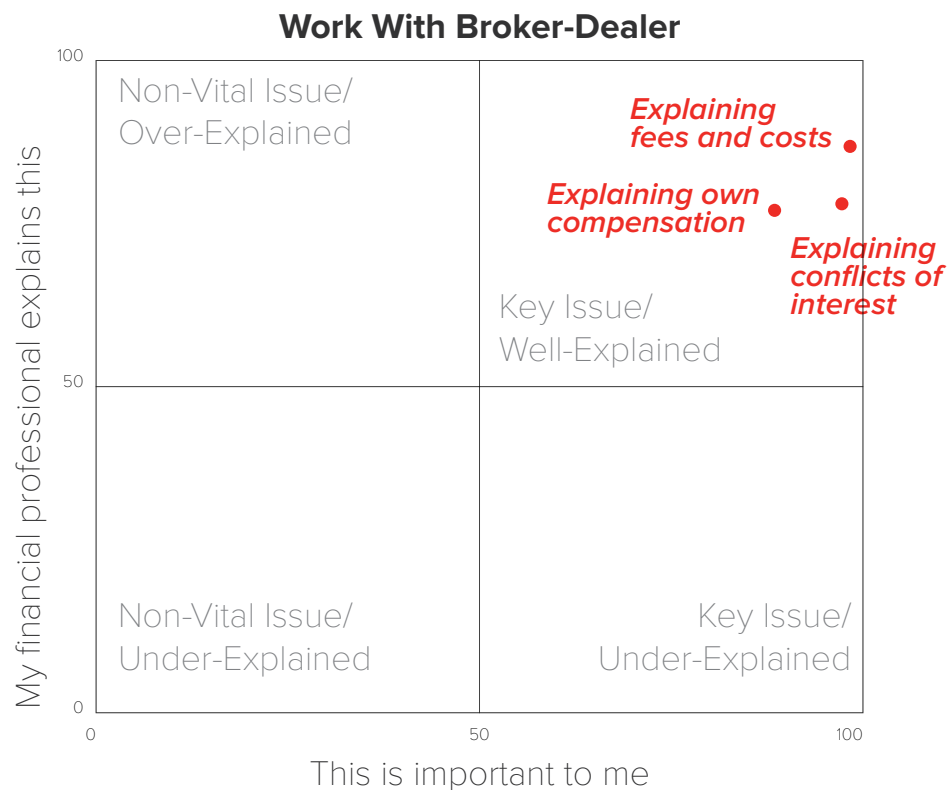 Work With Broker-Dealer
100
Non-Vital Issue/
Over-Explained
Explaining
fees and costs
Explaining own
compensation
Explaining
conflicts of
interest
Key Issue/
Well-Explained
My financial professional explains this
50
Non-Vital Issue/
Under-Explained
Key Issue/
Under-Explained
0
0
50
100
This is important to me